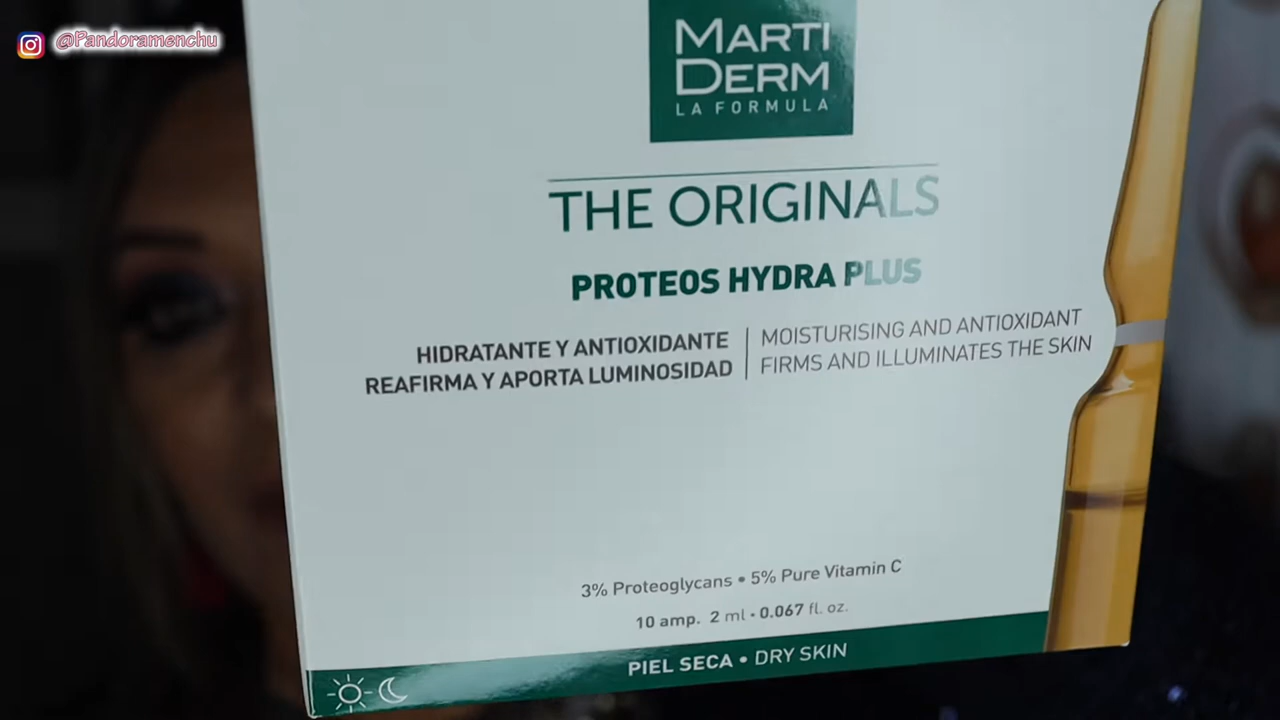 @Pandoramenchu
MARTI
DERM
LA FORMULA
THE ORIGINALS
PROTEOS HYDRA PLUS
HIDRATANTE Y ANTIOXIDANTE
REAFIRMA Y APORTA LUMINOSIDAD
MOISTURISING AND ANTIOXIDANT
FIRMS AND ILLUMINATES THE SKIN
3% Proteoglycans • 5% Pure Vitamin C
10 amp. 2 ml • 0.067 fl. oz.
PIEL SECA • DRY SKIN